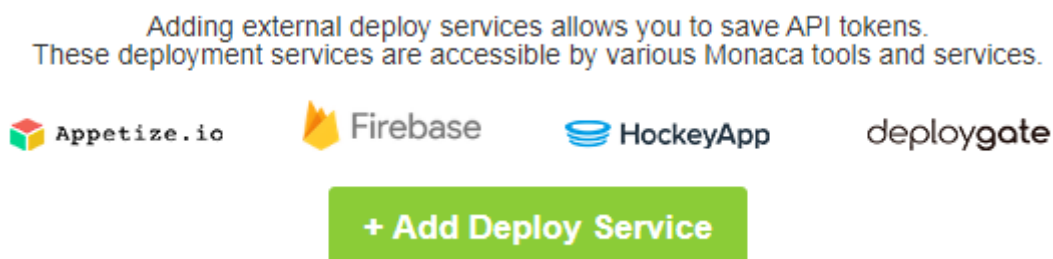 Adding external deploy services allows you to save API tokens.
These deployment services are accessible by various Monaca tools and services.
Appetize.io
Firebase
HockeyApp
deploygate
+ Add Deploy Service